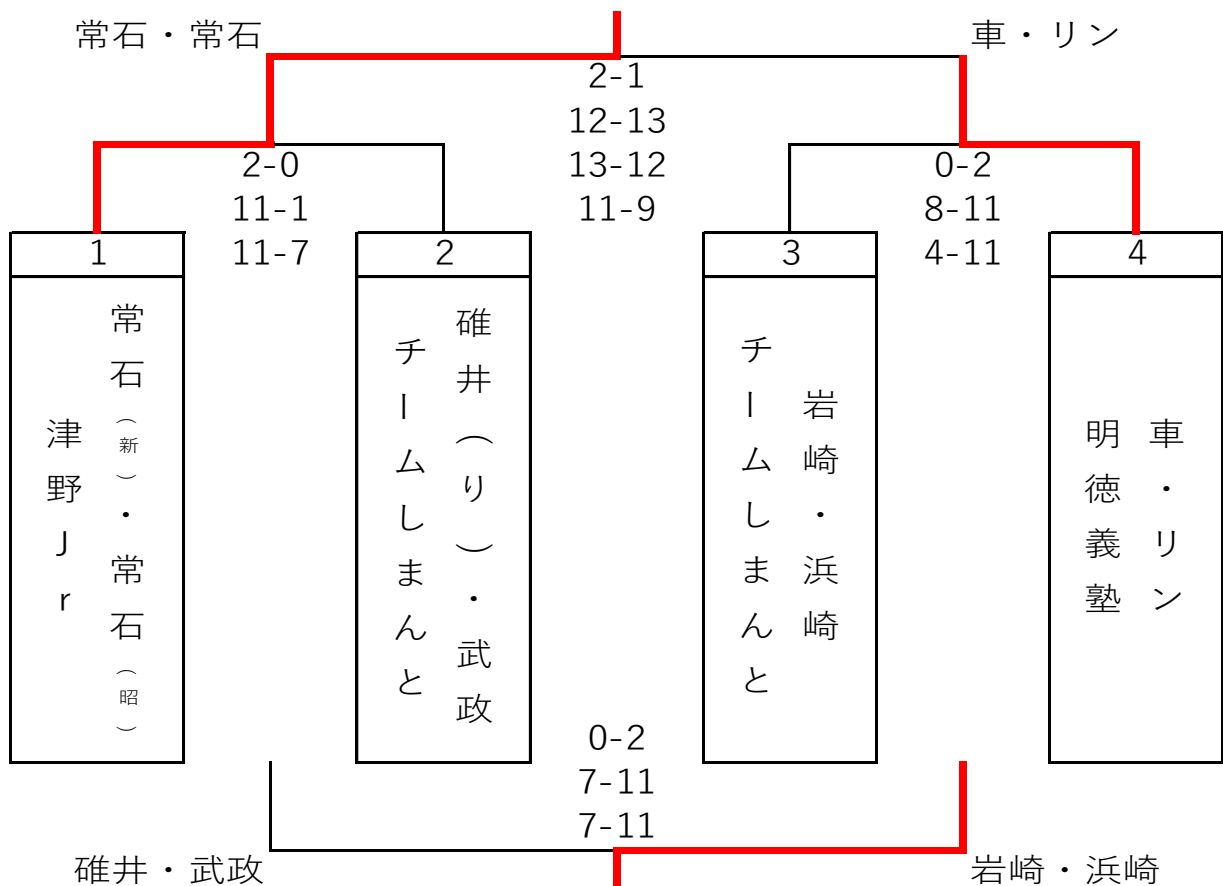 常石・常石
車・リン
2-1
12-13
13-12
11-9
2-0
11-1
11-7
0-2
8-11
4-11
1
2
3
4
常石（新）・常石（昭）
津野Jr
碓井（り）・武政
チームしまんと
岩崎・浜崎
チームしまんと
車・リン
明徳義塾
0-2
7-11
7-11
碓井・武政
岩崎・浜崎